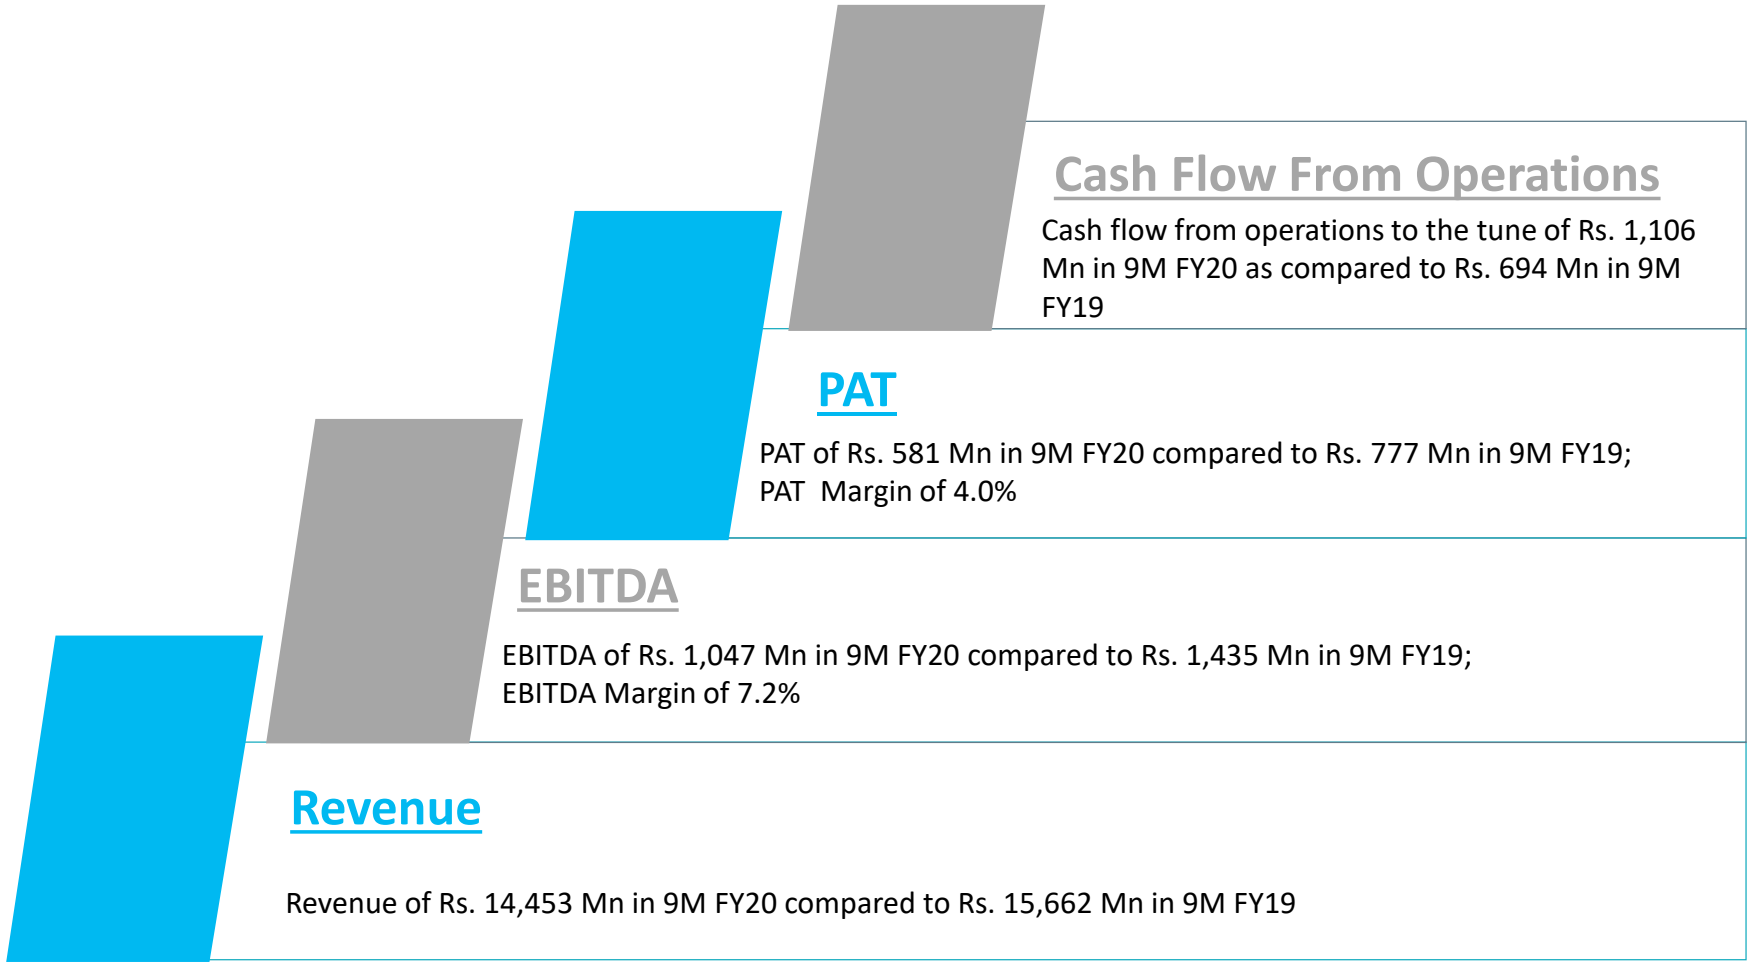 Cash Flow From Operations
Cash flow from operations to the tune of Rs. 1,106
Mn in 9M FY20 as compared to Rs. 694 Mn in 9M
FY19
PAT
PAT of Rs. 581 Mn in 9M FY20 compared to Rs. 777 Mn in 9M FY19;
PAT  Margin of 4.0%
EBITDA
EBITDA of Rs. 1,047 Mn in 9M FY20 compared to Rs. 1,435 Mn in 9M FY19;
EBITDA Margin of 7.2%
Revenue
Revenue of Rs. 14,453 Mn in 9M FY20 compared to Rs. 15,662 Mn in 9M FY19